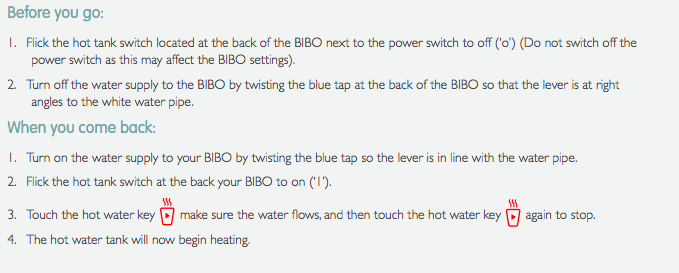 Before you go:
1. Flick the hot tank switch located at the back of the BIBO next to the power switch to off ('o') (Do not switch off the
power switch as this may affect the BIBO settings).
2. Turn off the water supply to the BIBO by twisting the blue tap at the back of the BIBO so that the lever is at right
angles to the white water pipe.
When you come back:
1. Turn on the water supply to your BIBO by twisting the blue tap so the lever is in line with the water pipe.
2. Flick the hot tank switch at the back your BIBO to on ('1').
3. Touch the hot water key make sure the water flows, and then touch the hot water key again to stop.
4. The hot water tank will now begin heating.